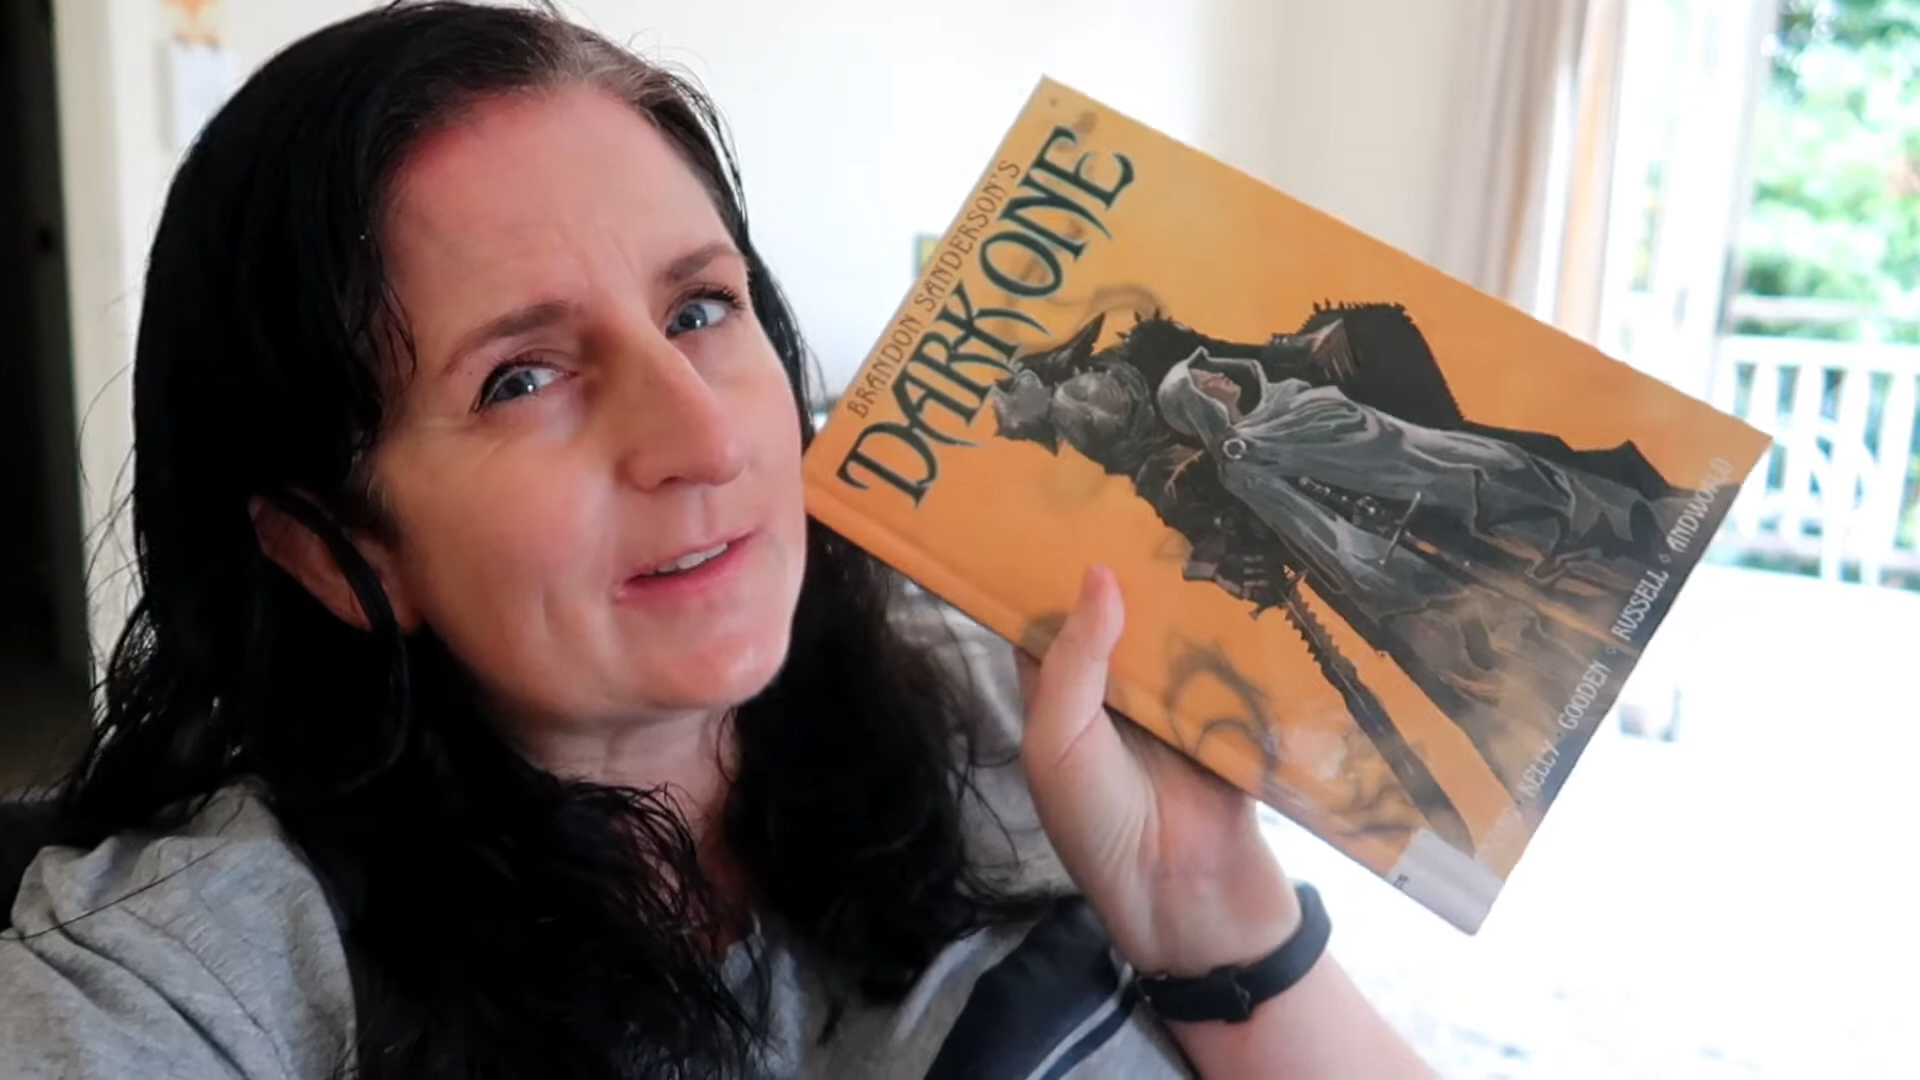 BRANDON SANDERSON'S
DARK ONE
KELLY · GOODEN · RUSSELL · ANDWORLD